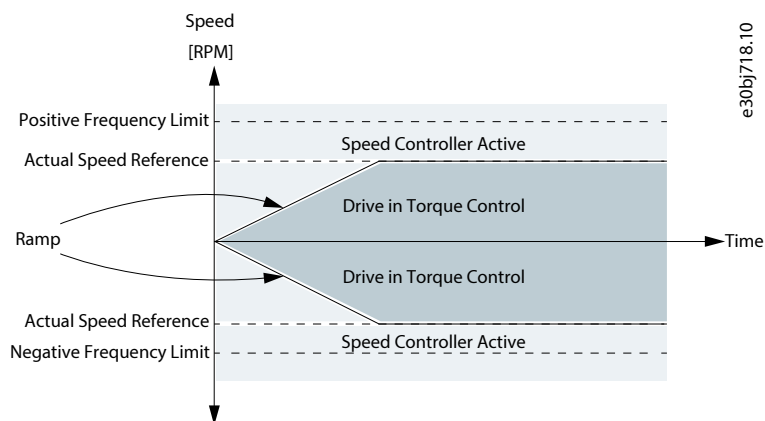 Speed
[RPM]
e30bj718.10
Positive Frequency Limit
Speed Controller Active
Actual Speed Reference
Drive in Torque Control
Ramp
Time
Drive in Torque Control
Actual Speed Reference
Speed Controller Active
Negative Frequency Limit